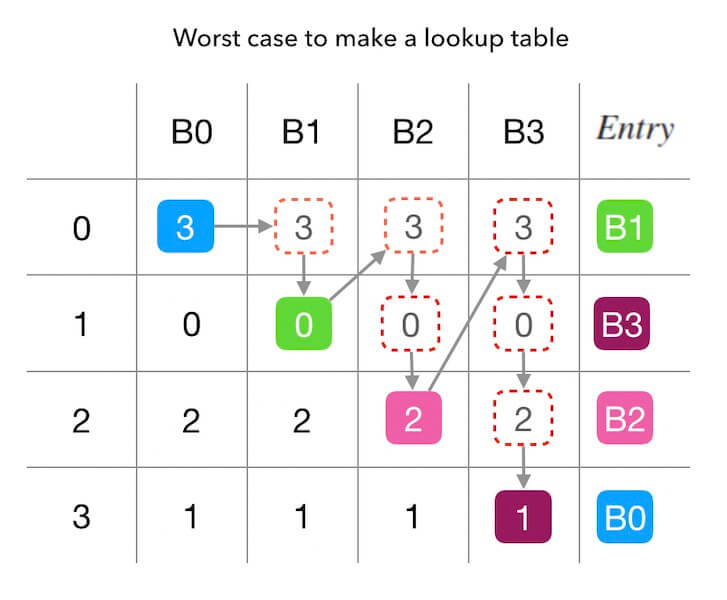 Worst case to make a lookup table
B0 B1 B2 B3 Entry
0 3 3 3 3 B1
1 0 0 0 0 B3
2 2 2 2 2 B2
3 1 1 1 1 B0